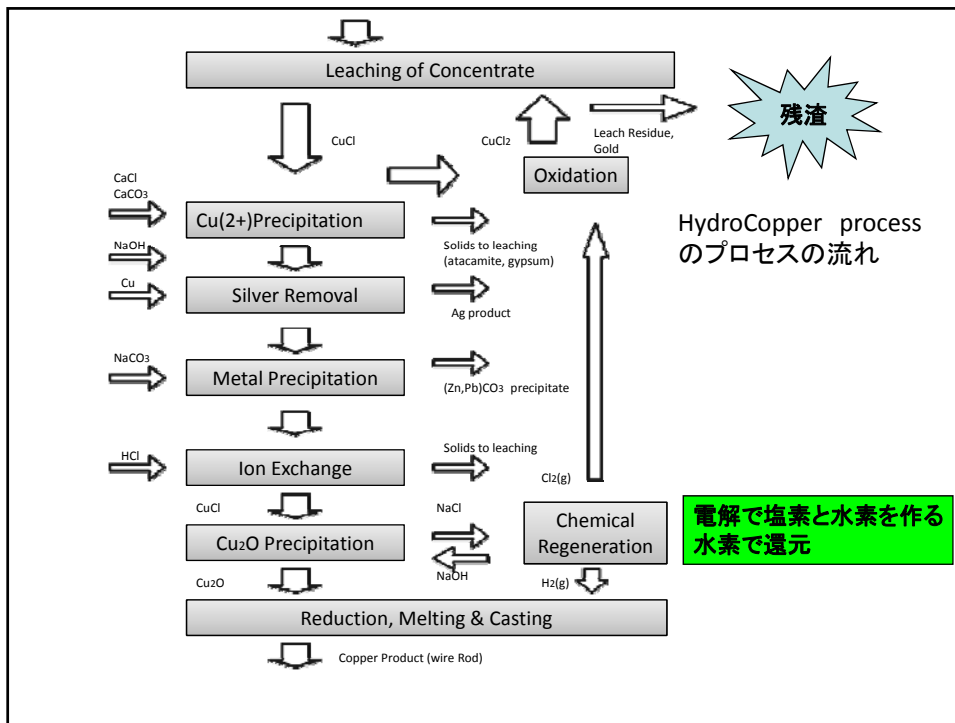 Leaching of Concentrate
残渣
CuCl
CuCl2
Leach Residue,
Gold
Oxidation
CaCl
CaCO3
Cu(2+)Precipitation
HydroCopper process
のプロセスの流れ
NaOH
Solids to leaching
(atacamite, gypsum)
Cu
Silver Removal
Ag product
NaCO3
Metal Precipitation
(Zn,Pb)CO3 precipitate
HCl
Ion Exchange
Solids to leaching
Cl2(g)
CuCl
NaCl
Chemical
Regeneration
電解で塩素と水素を作る
水素で還元
Cu2O Precipitation
NaOH
Cu2O
H2(g)
Reduction, Melting & Casting
Copper Product (wire Rod)